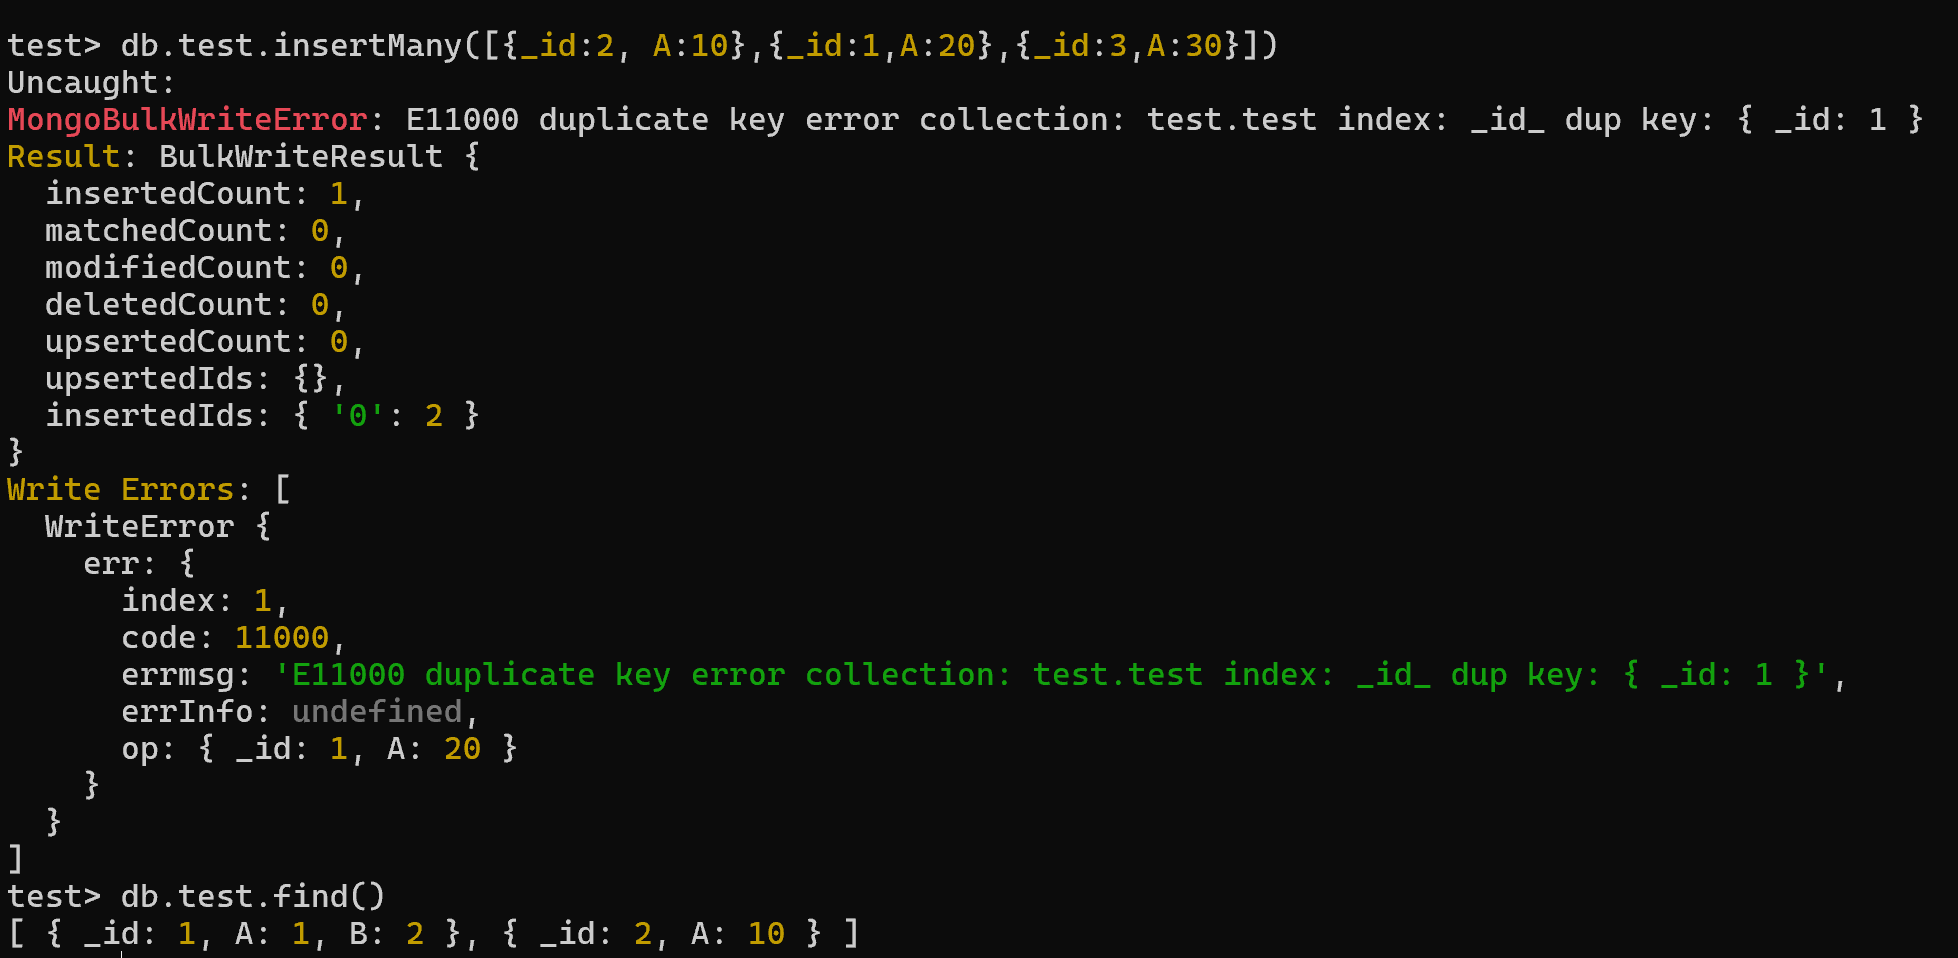 test> db.test.insertMany([{_id:2, A:10},{_id:1,A:20},{_id:3,A:30}])
Uncaught:
MongoBulkWriteError: E11000 duplicate key error collection: test.test index: _id_ dup key: { _id: 1 }
Result: BulkWriteResult {
  insertedCount: 1,
  matchedCount: 0,
  modifiedCount: 0,
  deletedCount: 0,
  upsertedCount: 0,
  upsertedIds: {},
  insertedIds: { '0': 2 }
}
Write Errors: [
  WriteError {
    err: {
      index: 1,
      code: 11000,
      errmsg: 'E11000 duplicate key error collection: test.test index: _id_ dup key: { _id: 1 }',
      errInfo: undefined,
      op: { _id: 1, A: 20 }
    }
  }
]
test> db.test.find()
[ { _id: 1, A: 1, B: 2 }, { _id: 2, A: 10 } ]